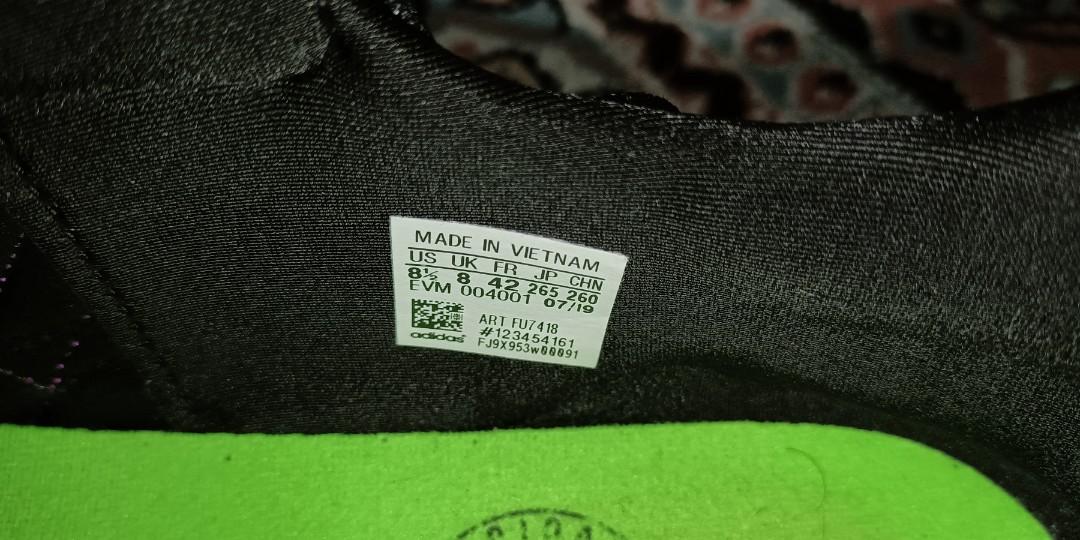 MADE IN VIETNAM
US UK FR JP CHN
8½ 8 42 265 260
EVM 004001 07/19
ART FU7418
#123454161
adidas FJ9X953W00091